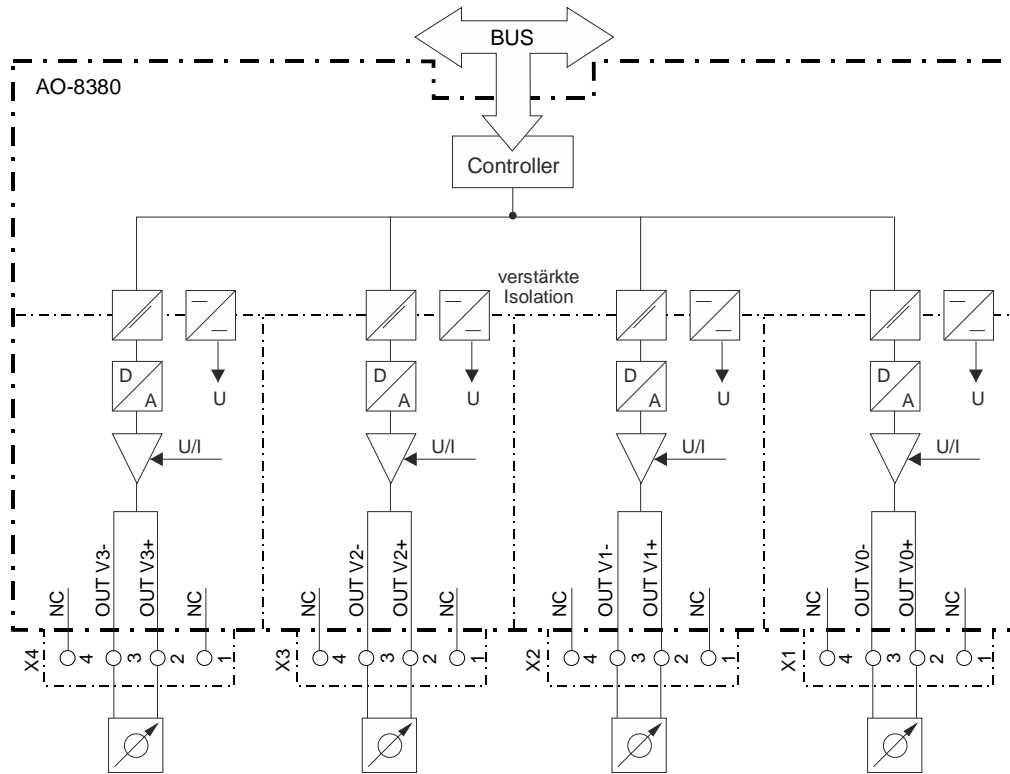 BUS
AO-8380
Controller
verstärkte
Isolation
D
A
U
D
A
U
D
A
U
D
A
U
U/I
U/I
U/I
U/I
NC
OUT V3-
OUT V3+
NC
NC
OUT V2-
OUT V2+
NC
NC
OUT V1-
OUT V1+
NC
NC
OUT V0-
OUT V0+
NC
X4
4
3
2
1
X3
4
3
2
1
X2
4
3
2
1
X1
4
3
2
1